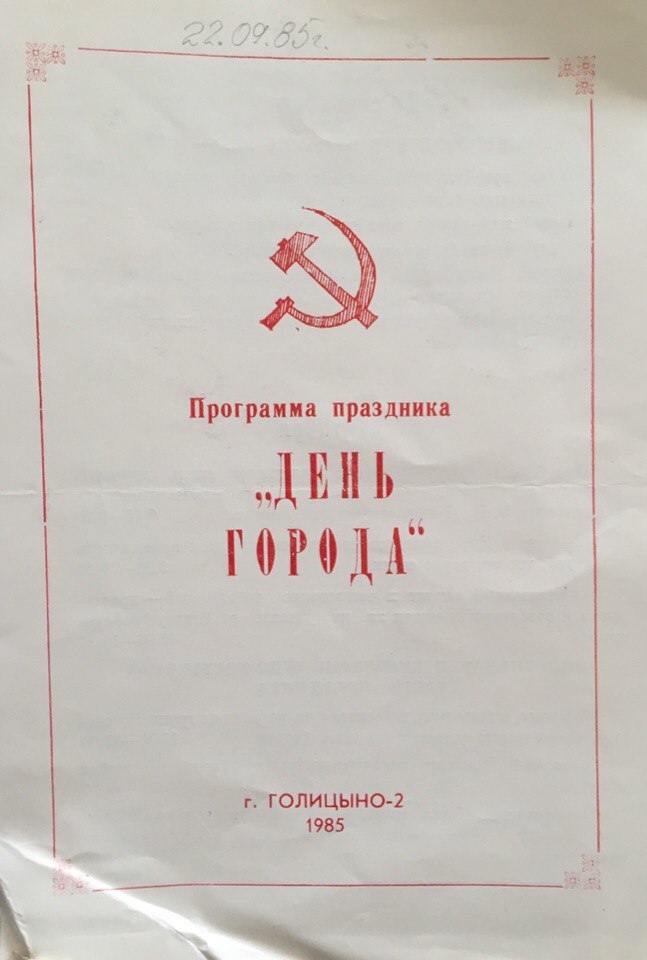 22.09.85г.
Программа праздника
„ДЕНЬ
ГОРОДА“
г. ГОЛИЦЫНО-2
1985